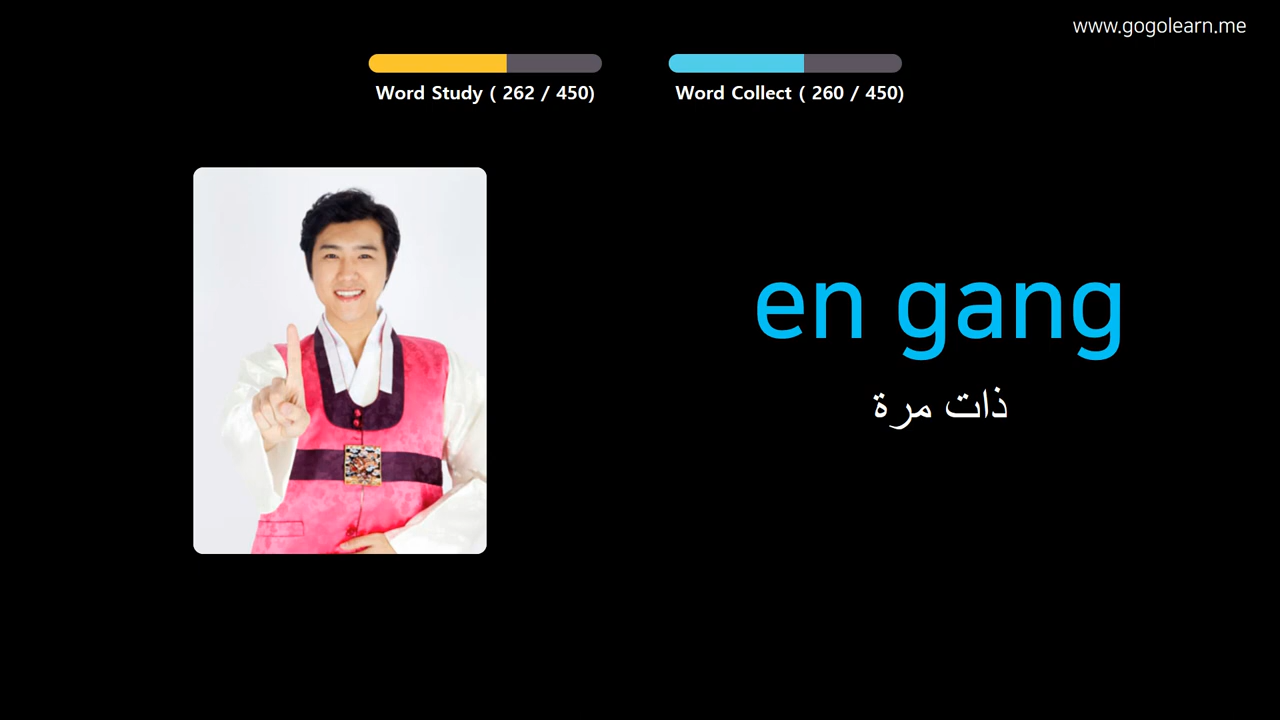 www.gogolearn.me
Word Study ( 262 / 450)
Word Collect ( 260 / 450)
en gang
ذات مرة